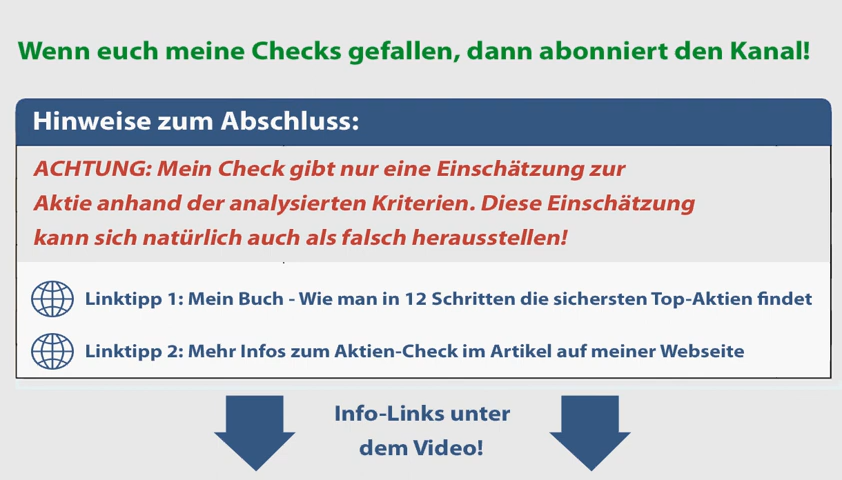 Wenn euch meine Checks gefallen, dann abonniert den Kanal!
Hinweise zum Abschluss:
ACHTUNG: Mein Check gibt nur eine Einschätzung zur
Aktie anhand der analysierten Kriterien. Diese Einschätzung
kann sich natürlich auch als falsch herausstellen!
Linktipp 1: Mein Buch - Wie man in 12 Schritten die sichersten Top-Aktien findet
Linktipp 2: Mehr Infos zum Aktien-Check im Artikel auf meiner Webseite
Info-Links unter
dem Video!